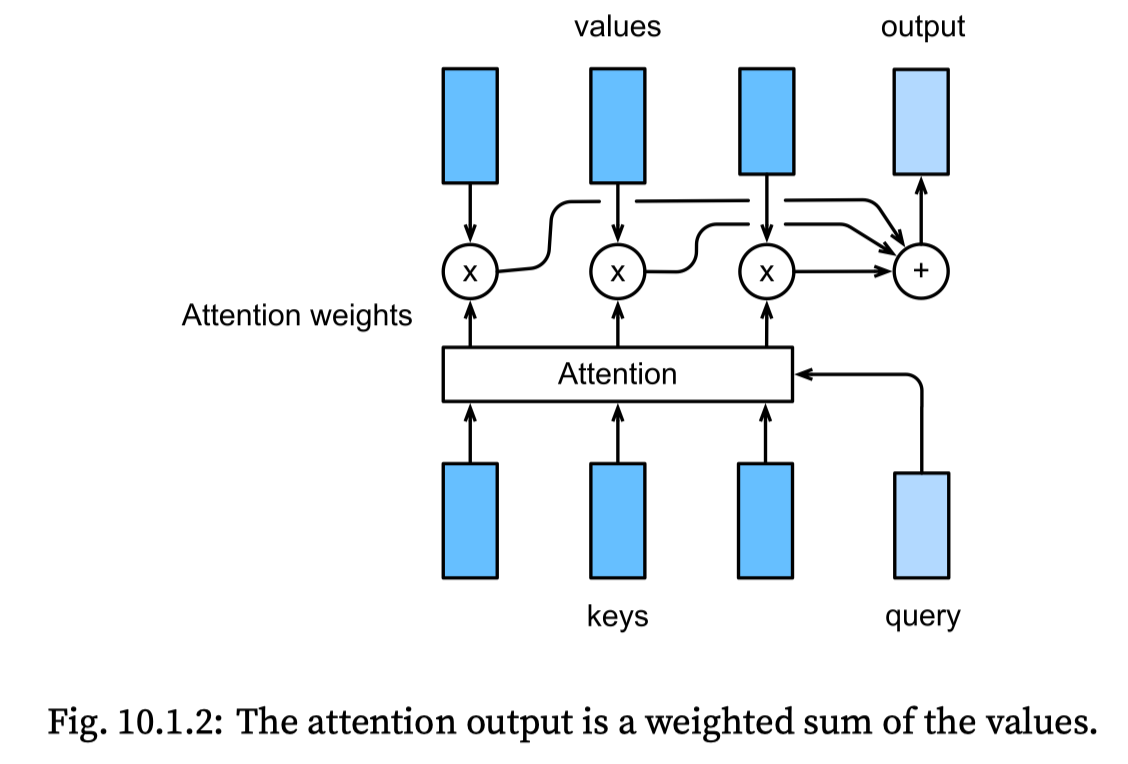 values
output
x
x
x
+
Attention weights
Attention
keys
query
Fig. 10.1.2: The attention output is a weighted sum of the values.